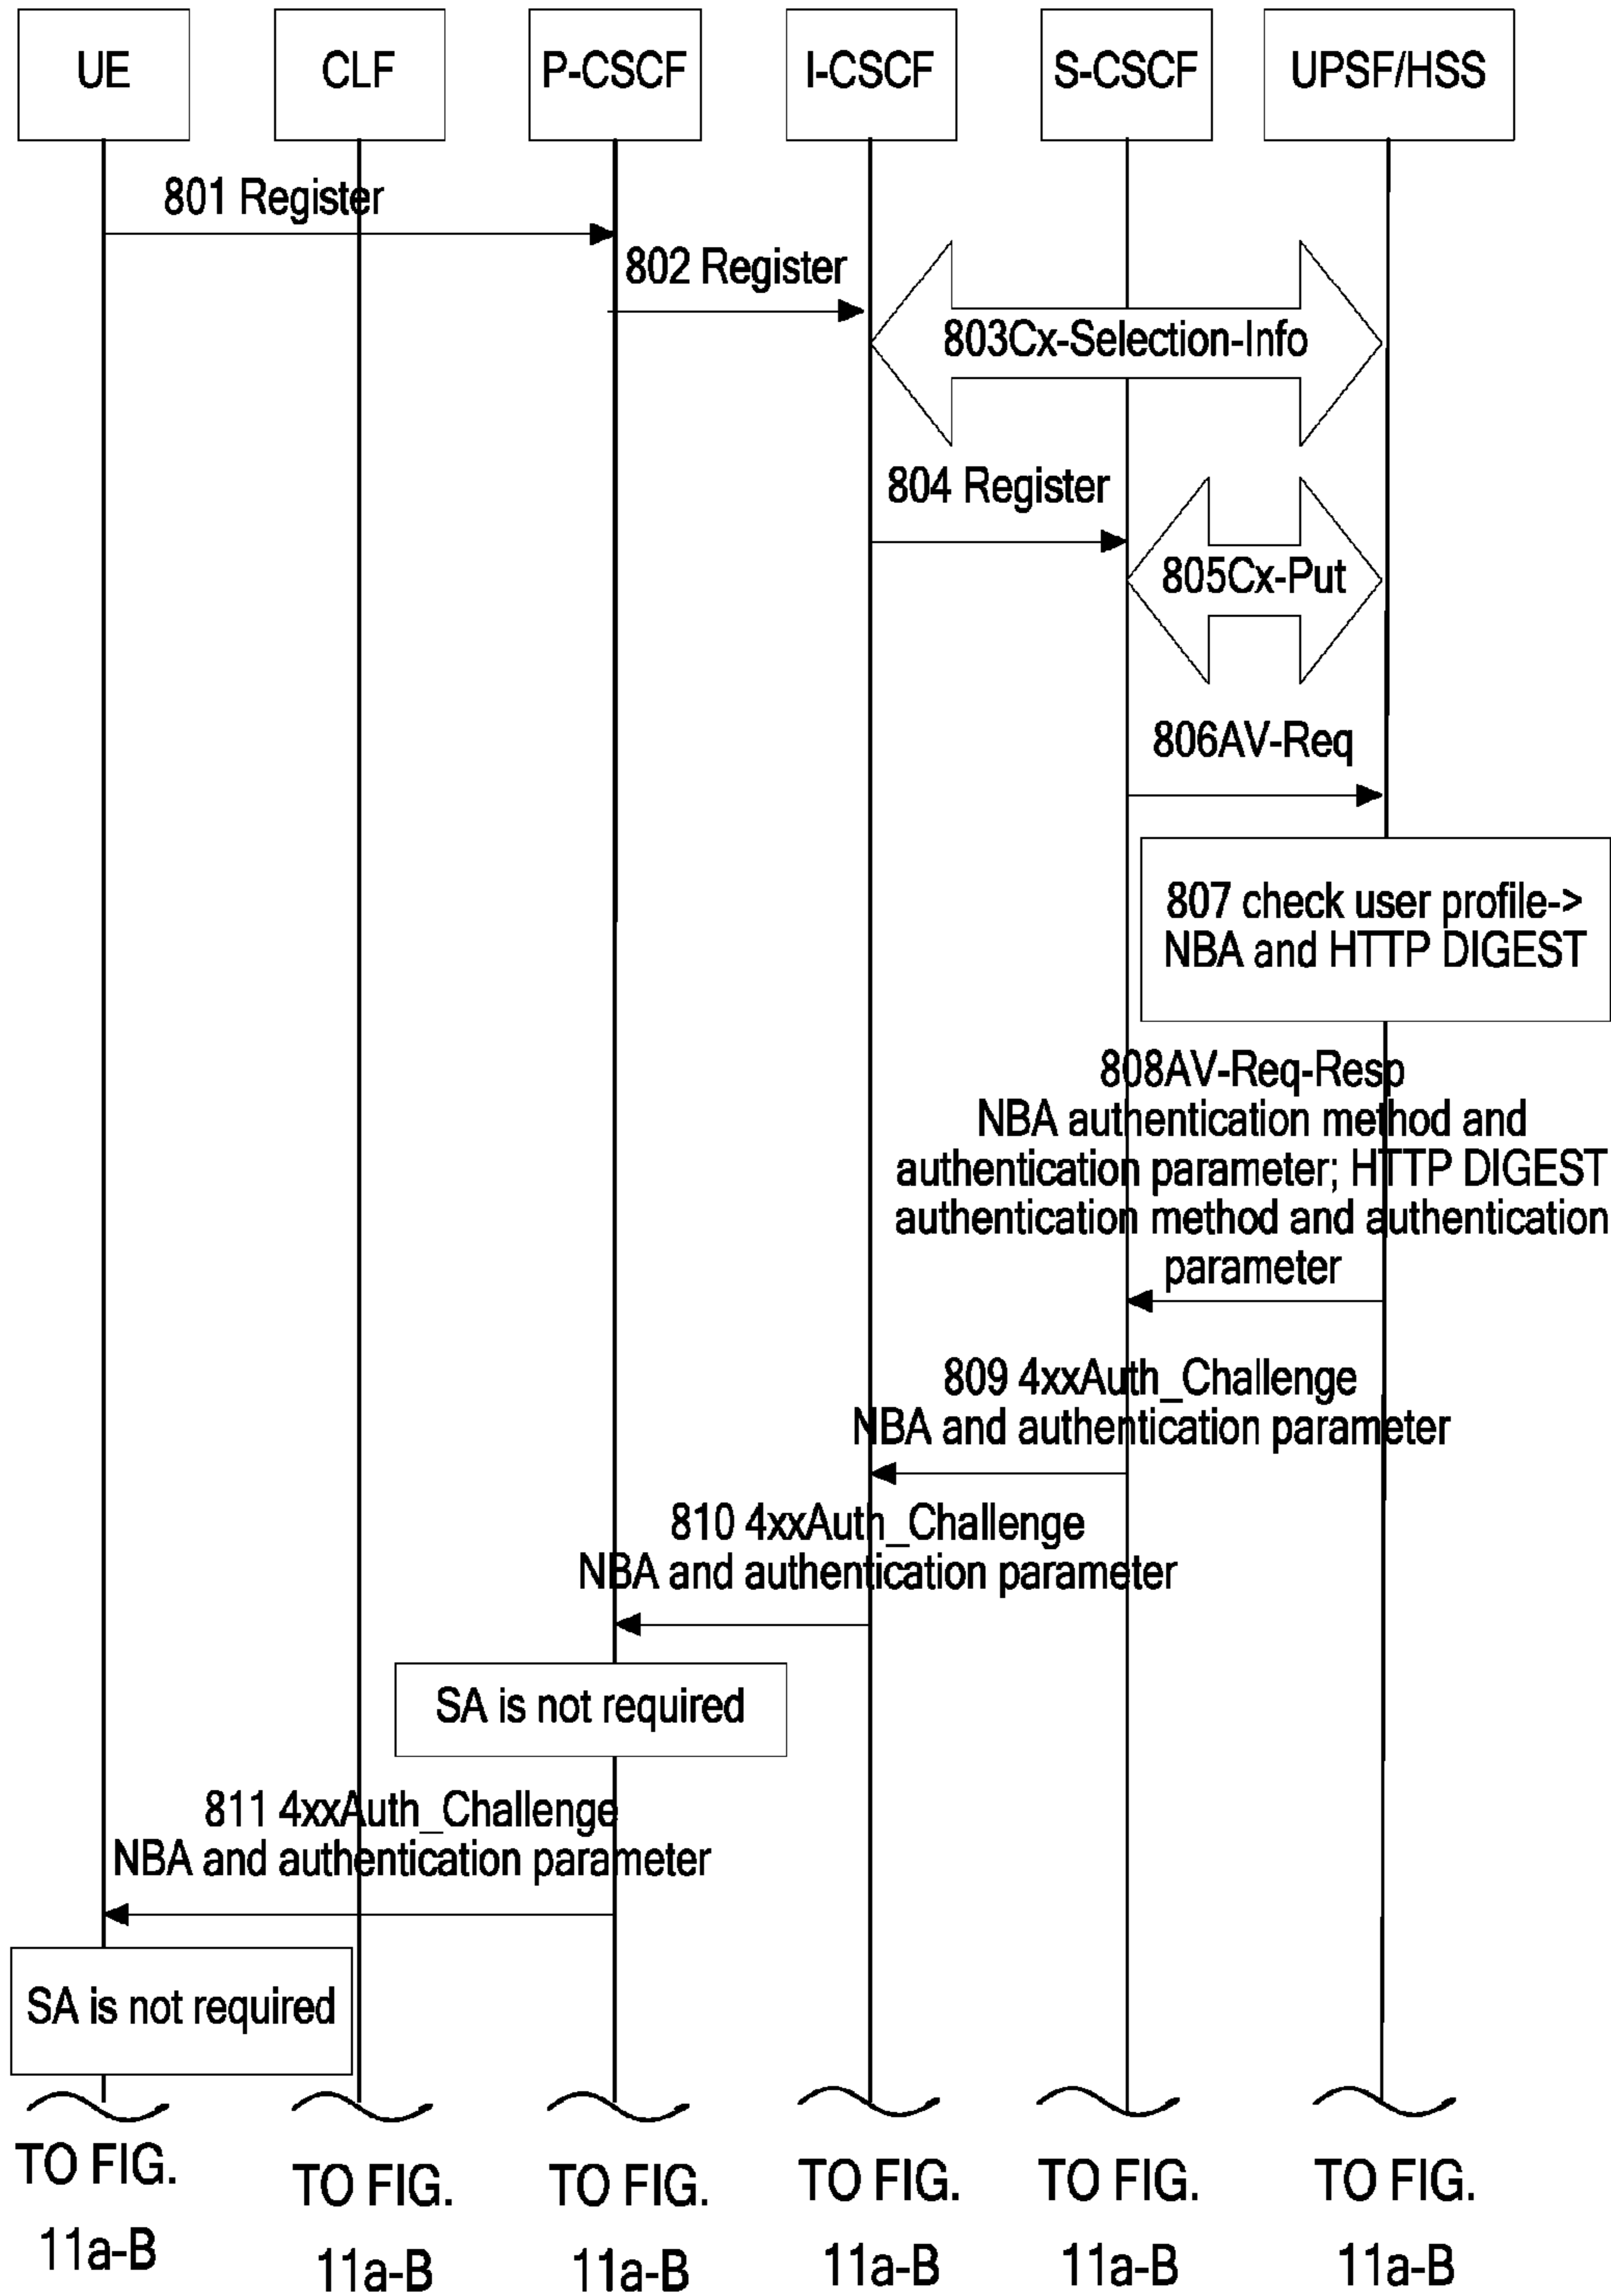 UE
CLF
P-CSCF
I-CSCF
S-CSCF
UPSF/HSS
801 Register
802 Register
803Cx-Selection-Info
804 Register
805Cx-Put
806AV-Req
807 check user profile->
NBA and HTTP DIGEST
808AV-Req-Resp
NBA authentication method and
authentication parameter; HTTP DIGEST
authentication method and authentication
parameter
809 4xxAuth_Challenge
NBA and authentication parameter
810 4xxAuth_Challenge
NBA and authentication parameter
SA is not required
811 4xxAuth_Challenge
NBA and authentication parameter
SA is not required
TO FIG.
11a-B
TO FIG.
11a-B
TO FIG.
11a-B
TO FIG.
11a-B
TO FIG.
11a-B
TO FIG.
11a-B